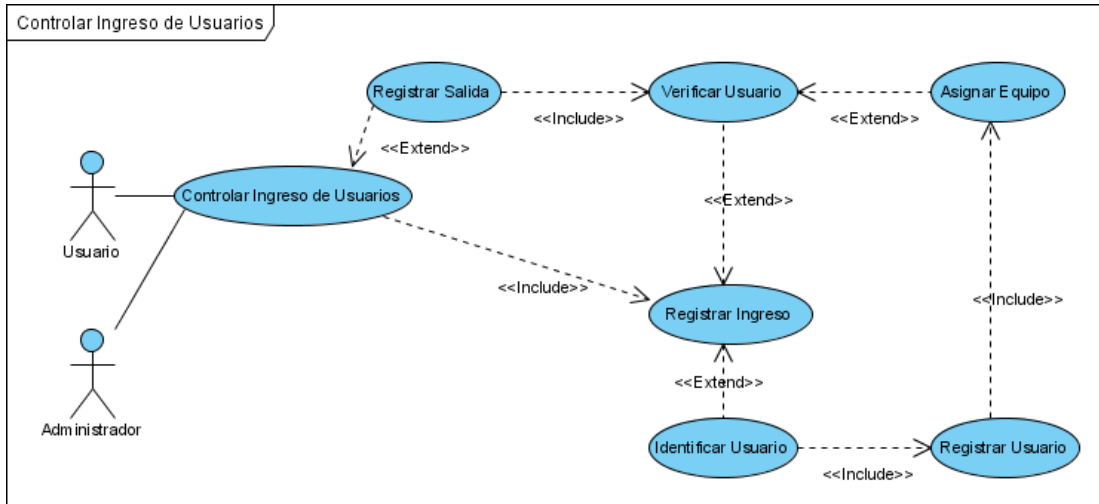 Controlar Ingreso de Usuarios
Registrar Salida
Verificar Usuario
Asignar Equipo
<<Include>>
<<Extend>>
<<Extend>>
Controlar Ingreso de Usuarios
<<Extend>>
Usuario
<<Include>>
<<Include>>
Registrar Ingreso
<<Extend>>
Administrador
Identificar Usuario
Registrar Usuario
<<Include>>